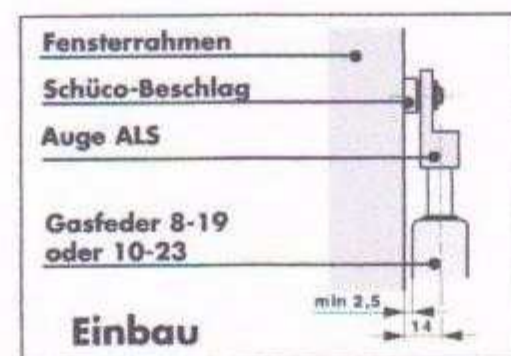 Fensterrahmen
Schüco-Beschlag
Auge ALS
Gasfeder 8-19
oder 10-23
min 2,5
14
Einbau